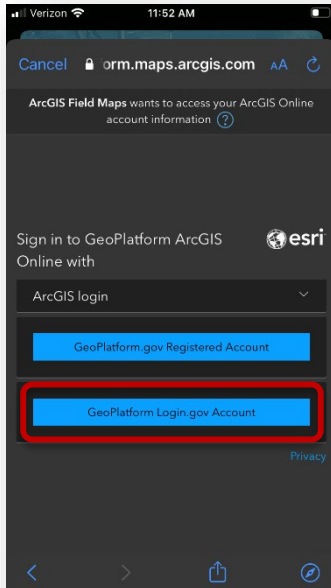 Verizon 11:52 AM
Cancel orm.maps.arcgis.com AA
ArcGIS Field Maps wants to access your ArcGIS Online
account information ?
Sign in to GeoPlatform ArcGIS
Online with
esri
ArcGIS login
GeoPlatform.gov Registered Account
GeoPlatform Login.gov Account
Privacy